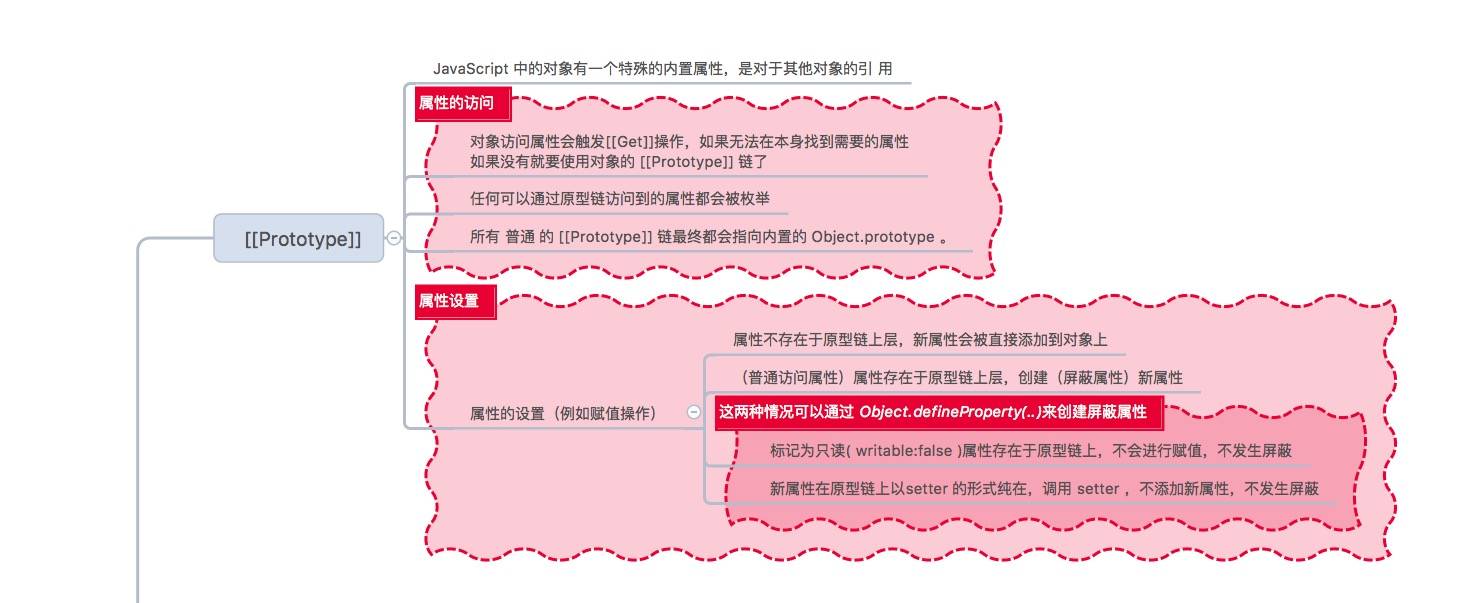 JavaScript 中的对象有一个特殊的内置属性，是对于其他对象的引 用
属性的访问
对象访问属性会触发[[Get]]操作，如果无法在本身找到需要的属性
如果没有就要使用对象的 [[Prototype]] 链了
任何可以通过原型链访问到的属性都会被枚举
[[Prototype]]
所有 普通 的 [[Prototype]] 链最终都会指向内置的 Object.prototype 。
属性设置
属性不存在于原型链上层，新属性会被直接添加到对象上
（普通访问属性）属性存在于原型链上层，创建（屏蔽属性）新属性
属性的设置（例如赋值操作）
这两种情况可以通过 Object.defineProperty(..)来创建屏蔽属性
标记为只读( writable:false )属性存在于原型链上，不会进行赋值，不发生屏蔽
新属性在原型链上以setter 的形式纯在，调用 setter ，不添加新属性，不发生屏蔽